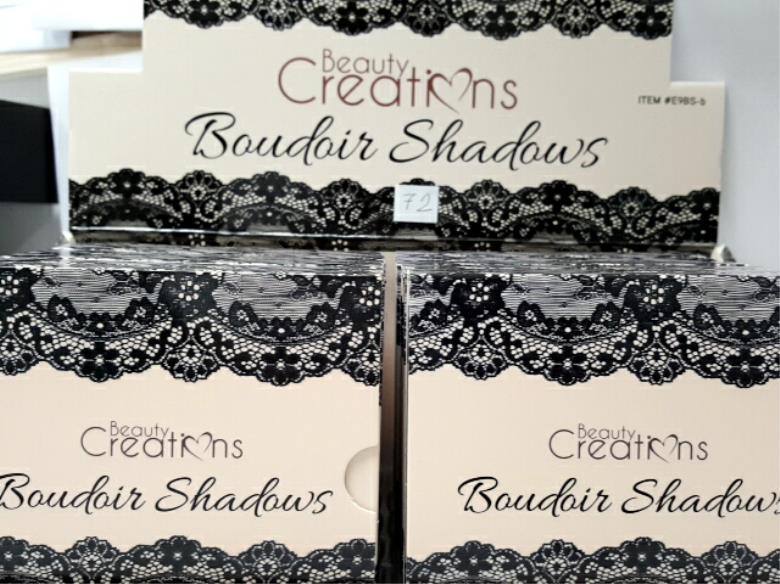 Beauty
Creations
ITEM #E9BS-b
Boudoir Shadows
72
Beauty
Creations
Boudoir Shadows
Beauty
Creations
Boudoir Shadows